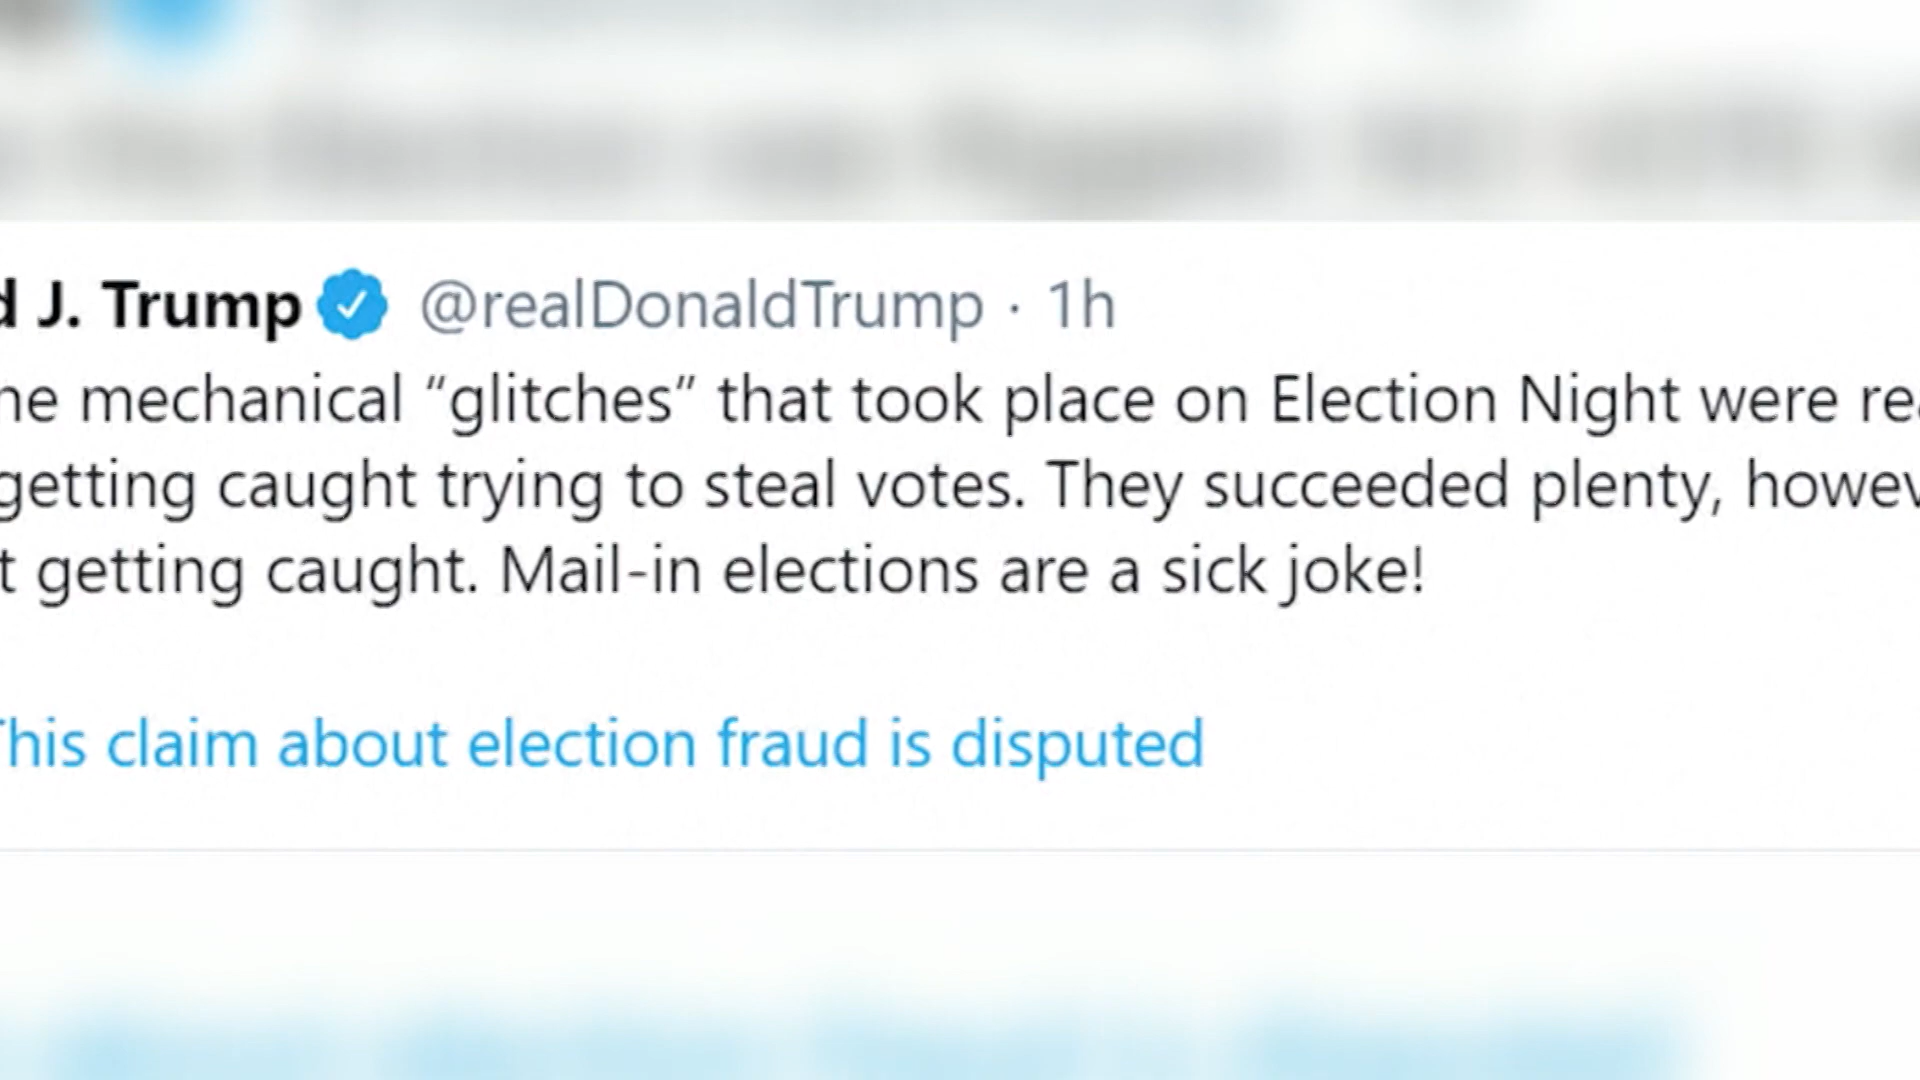 d J. Trump @realDonaldTrump · 1h
he mechanical “glitches” that took place on Election Night were rea
getting caught trying to steal votes. They succeeded plenty, howev
t getting caught. Mail-in elections are a sick joke!
This claim about election fraud is disputed